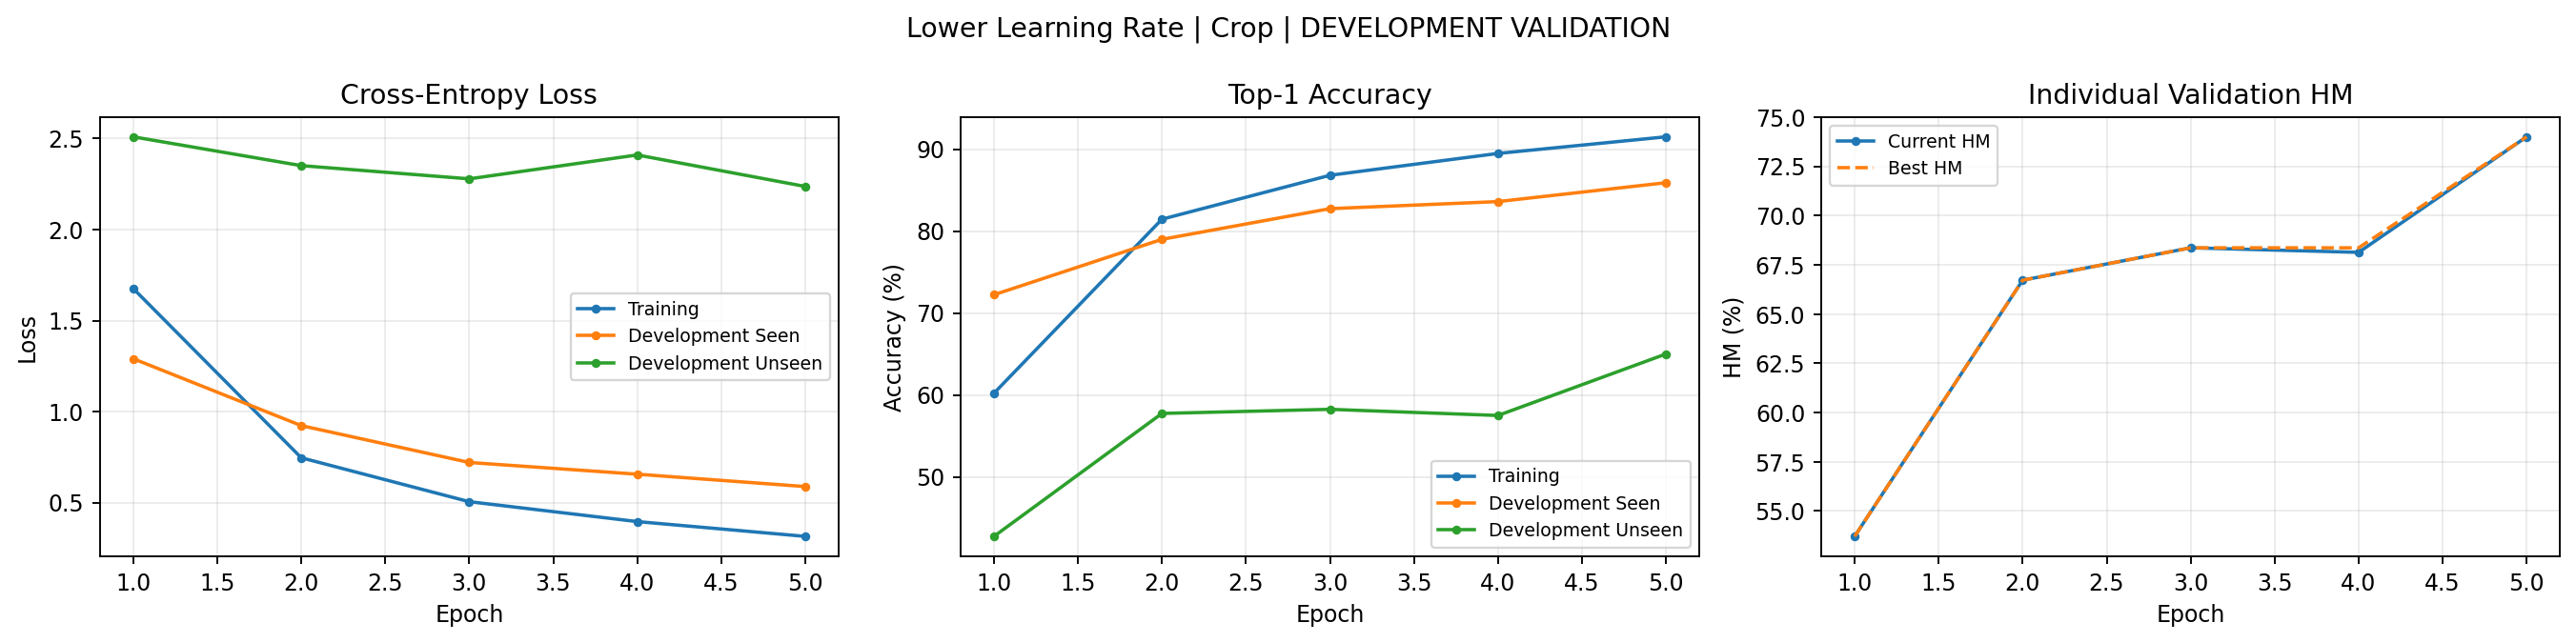 Lower Learning Rate | Crop | DEVELOPMENT VALIDATION
Cross-Entropy Loss
Loss
2.5
2.0
1.5
1.0
0.5
Training
Development Seen
Development Unseen
1.0 1.5 2.0 2.5 3.0 3.5 4.0 4.5 5.0
Epoch
Top-1 Accuracy
Accuracy (%)
90
80
70
60
50
Training
Development Seen
Development Unseen
1.0 1.5 2.0 2.5 3.0 3.5 4.0 4.5 5.0
Epoch
Individual Validation HM
HM (%)
75.0
72.5
70.0
67.5
65.0
62.5
60.0
57.5
55.0
Current HM
Best HM
1.0 1.5 2.0 2.5 3.0 3.5 4.0 4.5 5.0
Epoch